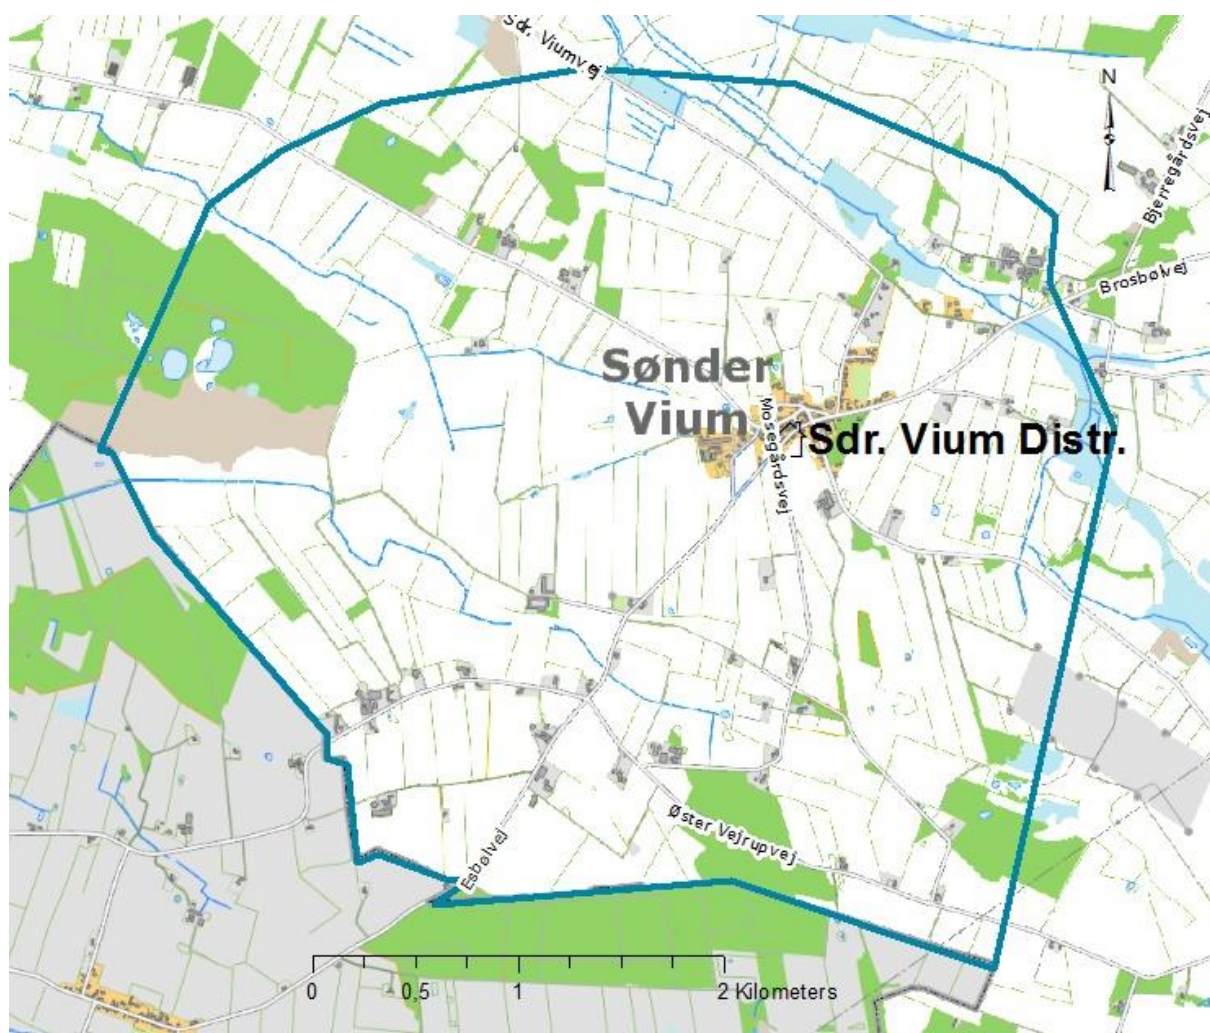 Sdr. Viumvej
N
Bjerregårdsvej
Brosbølvej
Sønder
Vium
Mosegårdsvej
Sdr. Vium Distr.
Øster Vejrupvej
Esbølvej
0 0,5 1 2 Kilometers